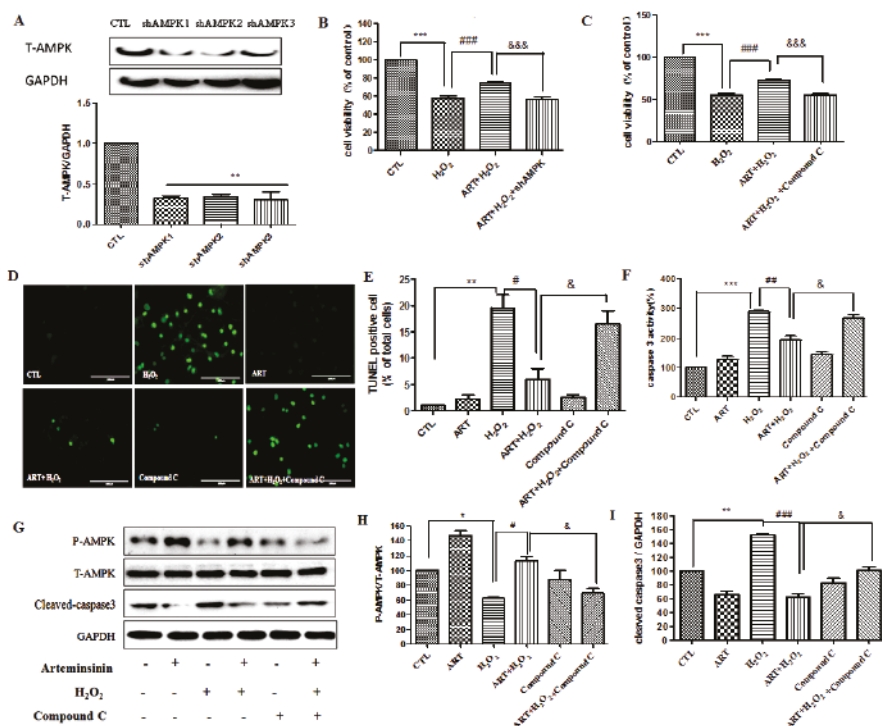 A
CTL shAMPK1 shAMPK2 shAMPK3
T-AMPK
GAPDH
T-AMPK/GAPDH
1.0
0.5
0.0
**
CTL
shAMPK1
shAMPK2
shAMPK3
B
cell viability (% of control)
140
120
100
80
60
40
20
0
*** ### &&&
CTL
H₂O₂
ART+H₂O₂
ART+H₂O₂+shAMPK
C
cell viability (% of control)
150
100
50
0
*** ### &&&
CTL
H₂O₂
ART+H₂O₂
ART+H₂O₂ +Compound C
D
CTL
H₂O₂
ART
ART+ H₂O₂
Compound C
ART+H₂O₂+Compound C
E
TUNEL positive cell
(% of total cells)
25
20
15
10
5
0
** # &
CTL
ART
H₂O₂
ART+H₂O₂
Compound C
ART+H₂O₂+Compound C
F
caspase 3 activity(%)
400
300
200
100
0
*** ## &
CTL
ART
H₂O₂
ART+H₂O₂
Compound C
ART+H₂O₂+Compound C
G
P-AMPK
T-AMPK
Cleaved-caspase3
GAPDH
Arteminsinin - + - + - +
H₂O₂ - - + + - +
Compound C - - - - + +
H
P-AMPK/T-AMPK
160
140
120
100
80
60
* # &
CTL
ART
H₂O₂
ART+H₂O₂
Compound C
ART+H₂O₂+Compound C
I
cleaved caspase3 / GAPDH
180
160
140
120
100
80
60
40
20
0
** ### &
CTL
ART
H₂O₂
ART+H₂O₂
Compound C
ART+H₂O₂ +Compound C